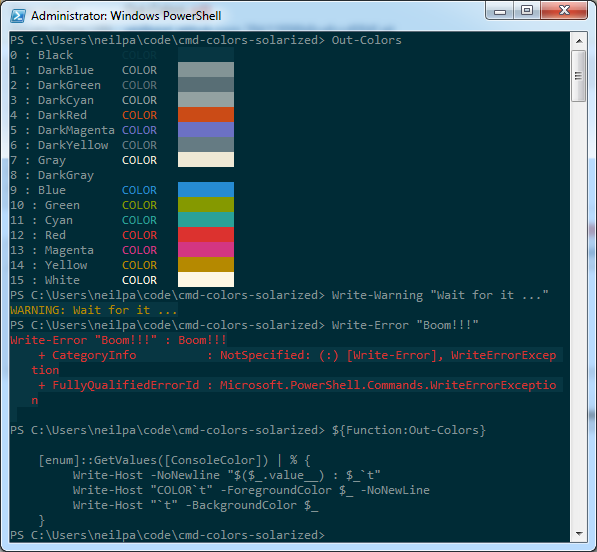 Administrator: Windows PowerShell
PS C:\Users\neilpa\code\cmd-colors-solarized> Out-Colors
0 : Black
1 : DarkBlue COLOR
2 : DarkGreen COLOR
3 : DarkCyan COLOR
4 : DarkRed COLOR
5 : DarkMagenta COLOR
6 : DarkYellow COLOR
7 : Gray COLOR
8 : DarkGray
9 : Blue COLOR
10 : Green COLOR
11 : Cyan COLOR
12 : Red COLOR
13 : Magenta COLOR
14 : Yellow COLOR
15 : White COLOR
PS C:\Users\neilpa\code\cmd-colors-solarized> Write-Warning "Wait for it ..."
WARNING: Wait for it ...
PS C:\Users\neilpa\code\cmd-colors-solarized> Write-Error "Boom!!!"
Write-Error "Boom!!!" : Boom!!!
    + CategoryInfo          : NotSpecified: (:) [Write-Error], WriteErrorExcep
   tion
    + FullyQualifiedErrorId : Microsoft.PowerShell.Commands.WriteErrorExceptio
   n
PS C:\Users\neilpa\code\cmd-colors-solarized> ${Function:Out-Colors}
    [enum]::GetValues([ConsoleColor]) | % {
         Write-Host -NoNewline "$($_.value__) : $_`t"
         Write-Host "COLOR`t" -ForegroundColor $_ -NoNewLine
         Write-Host "`t" -BackgroundColor $_
    }
PS C:\Users\neilpa\code\cmd-colors-solarized>